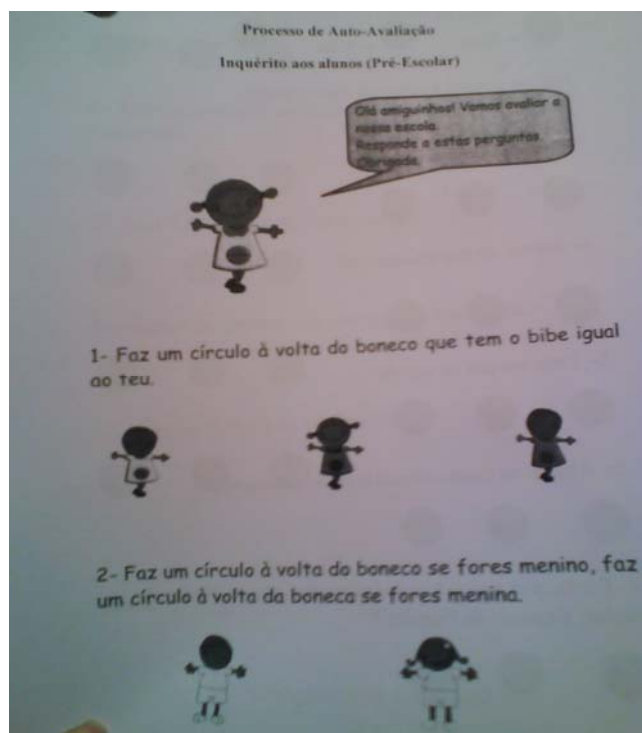 Processo de Auto-Avaliação
Inquérito aos alunos (Pré-Escolar)
Olá amiguinhos! Vamos avaliar a
nossa escola.
Responde a estas perguntas.
Obrigada.
1- Faz um círculo à volta do boneco que tem o bibe igual
ao teu.
2- Faz um círculo à volta do boneco se fores menino, faz
um círculo à volta da boneca se fores menina.